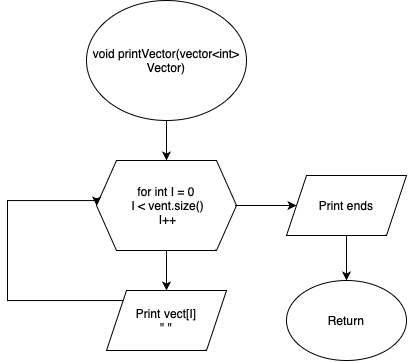 void printVector(vector<int>
Vector)
for int I = 0
I < vent.size()
I++
Print ends
Print vect[I]
" "
Return